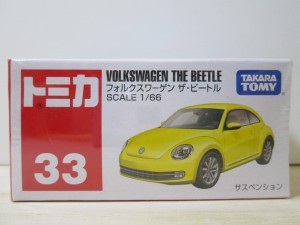 トミカ
33
VOLKSWAGEN THE BEETLE
フォルクスワーゲン ザ・ビートル
SCALE 1/66
TAKARA
TOMY
サスペンション